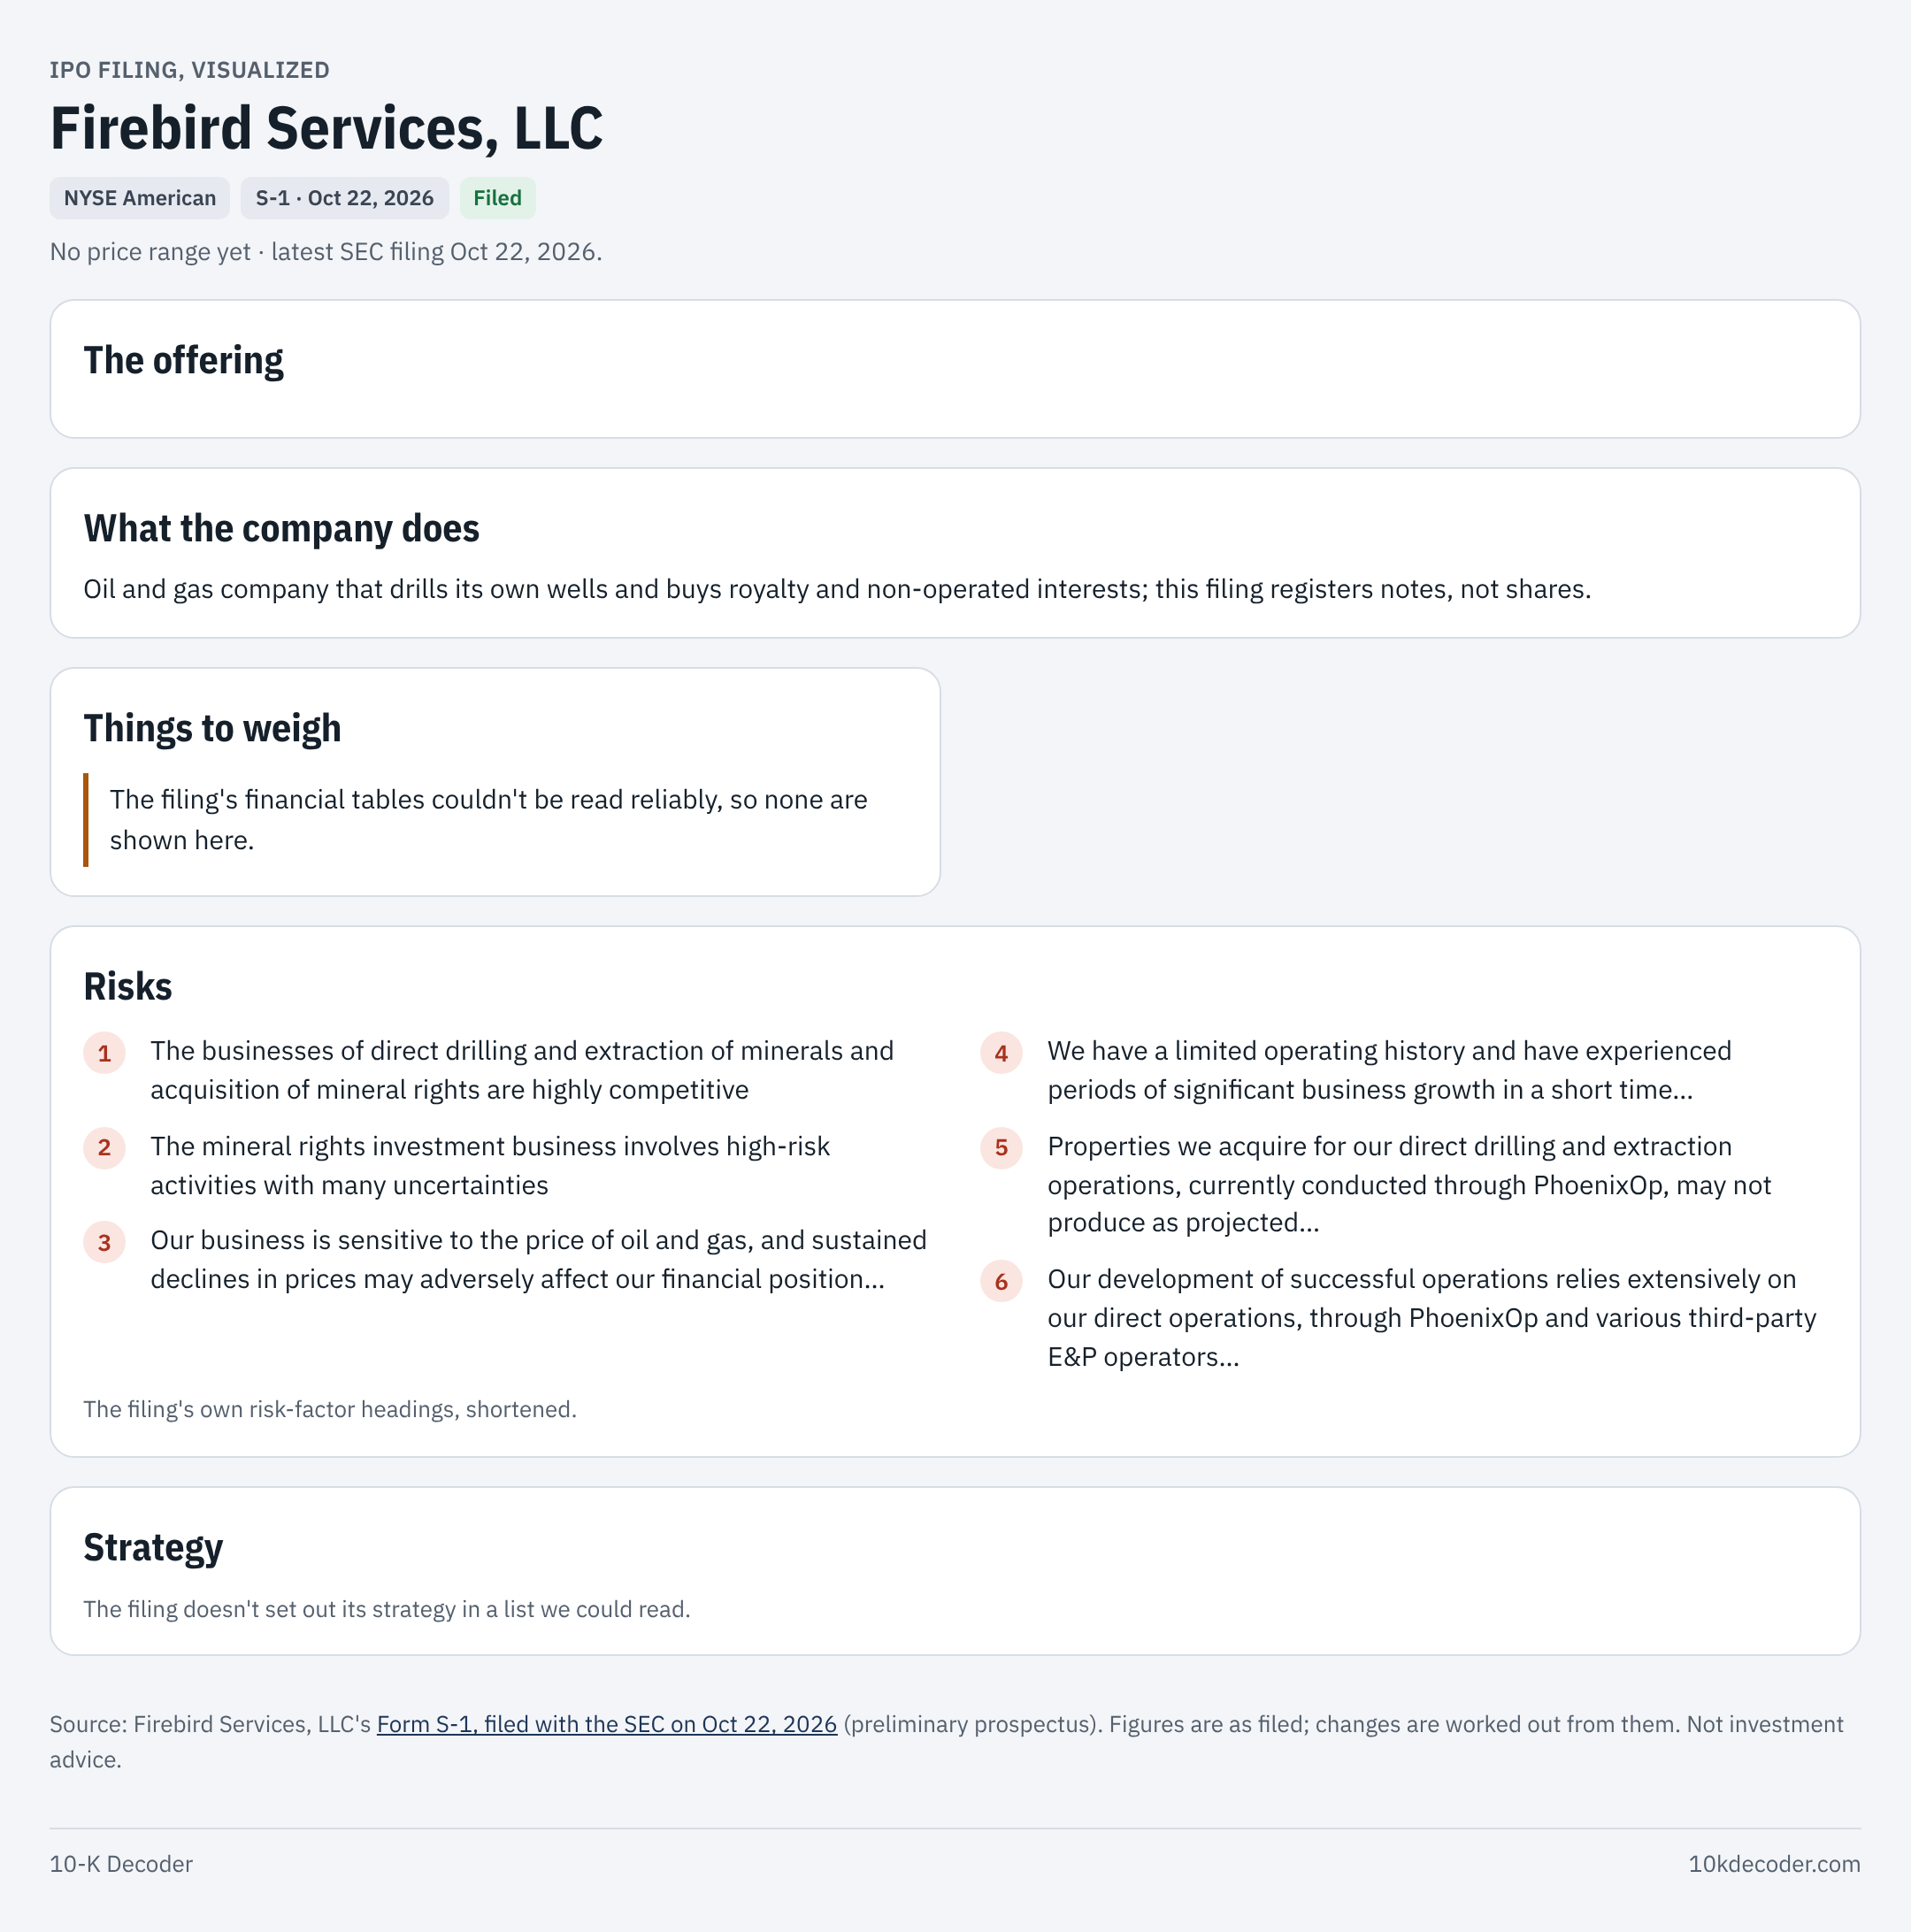 IPO FILING, VISUALIZED
Firebird Services, LLC
NYSE American
S-1 · Oct 22, 2026
Filed
No price range yet · latest SEC filing Oct 22, 2026.
The offering
What the company does
Oil and gas company that drills its own wells and buys royalty and non-operated interests; this filing registers notes, not shares.
Things to weigh
The filing's financial tables couldn't be read reliably, so none are
shown here.
Risks
1
The businesses of direct drilling and extraction of minerals and
acquisition of mineral rights are highly competitive
2
The mineral rights investment business involves high-risk
activities with many uncertainties
3
Our business is sensitive to the price of oil and gas, and sustained
declines in prices may adversely affect our financial position...
4
We have a limited operating history and have experienced
periods of significant business growth in a short time...
5
Properties we acquire for our direct drilling and extraction
operations, currently conducted through PhoenixOp, may not
produce as projected...
6
Our development of successful operations relies extensively on
our direct operations, through PhoenixOp and various third-party
E&P operators...
The filing's own risk-factor headings, shortened.
Strategy
The filing doesn't set out its strategy in a list we could read.
Source: Firebird Services, LLC's Form S-1, filed with the SEC on Oct 22, 2026 (preliminary prospectus). Figures are as filed; changes are worked out from them. Not investment
advice.
10-K Decoder
10kdecoder.com